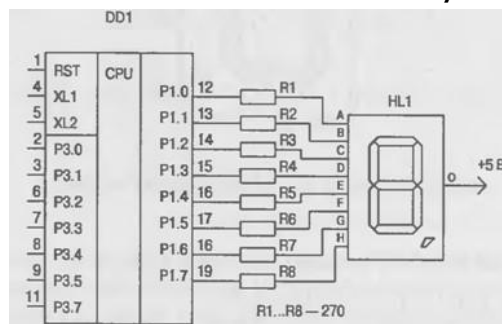 DD1
1 RST CPU
4 XL1
5 XL2
2 P3.0
3 P3.1
6 P3.2
7 P3.3
8 P3.4
9 P3.5
11 P3.7
P1.0 12 R1
P1.1 13 R2
P1.2 14 R3
P1.3 15 R4
P1.4 16 R5
P1.5 17 R6
P1.6 16 R7
P1.7 19 R8
HL1
A
B
C
D
E
F
G
H
0 +5 В
R1...R8 — 270